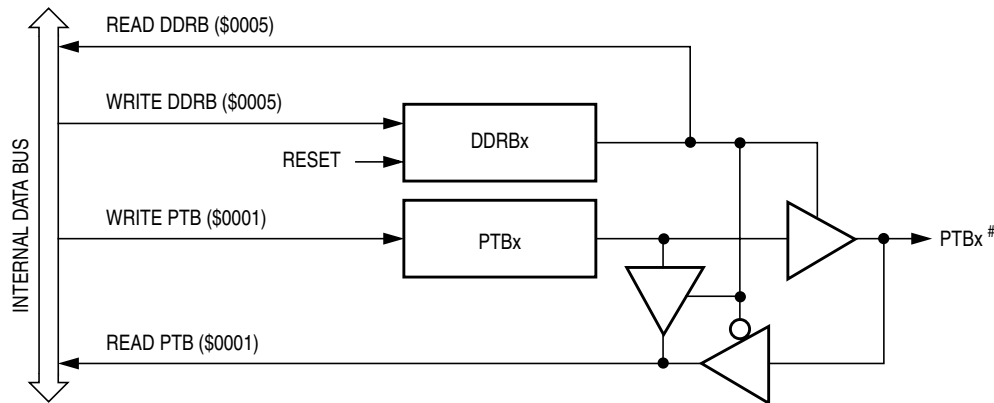 READ DDRB ($0005)
WRITE DDRB ($0005)
DDRBx
RESET
INTERNAL DATA BUS
WRITE PTB ($0001)
PTBx
PTBx #
READ PTB ($0001)